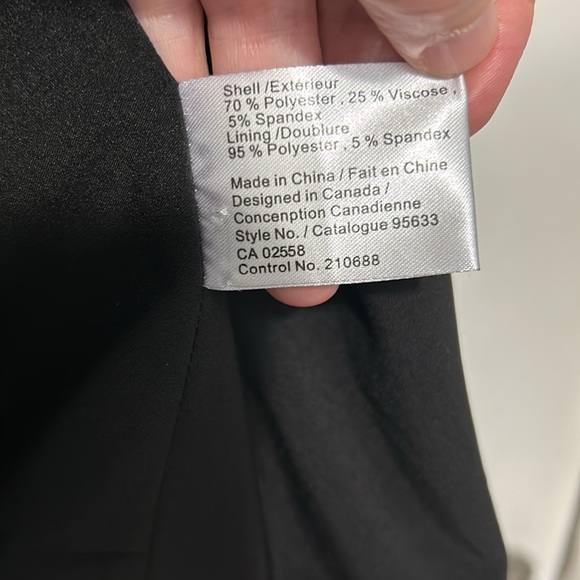 Shell /Extérieur
70 % Polyester , 25 % Viscose ,
5% Spandex
Lining /Doublure
95 % Polyester , 5 % Spandex
Made in China / Fait en Chine
Designed in Canada /
Concenption Canadienne
Style No. / Catalogue 95633
CA 02558
Control No. 210688